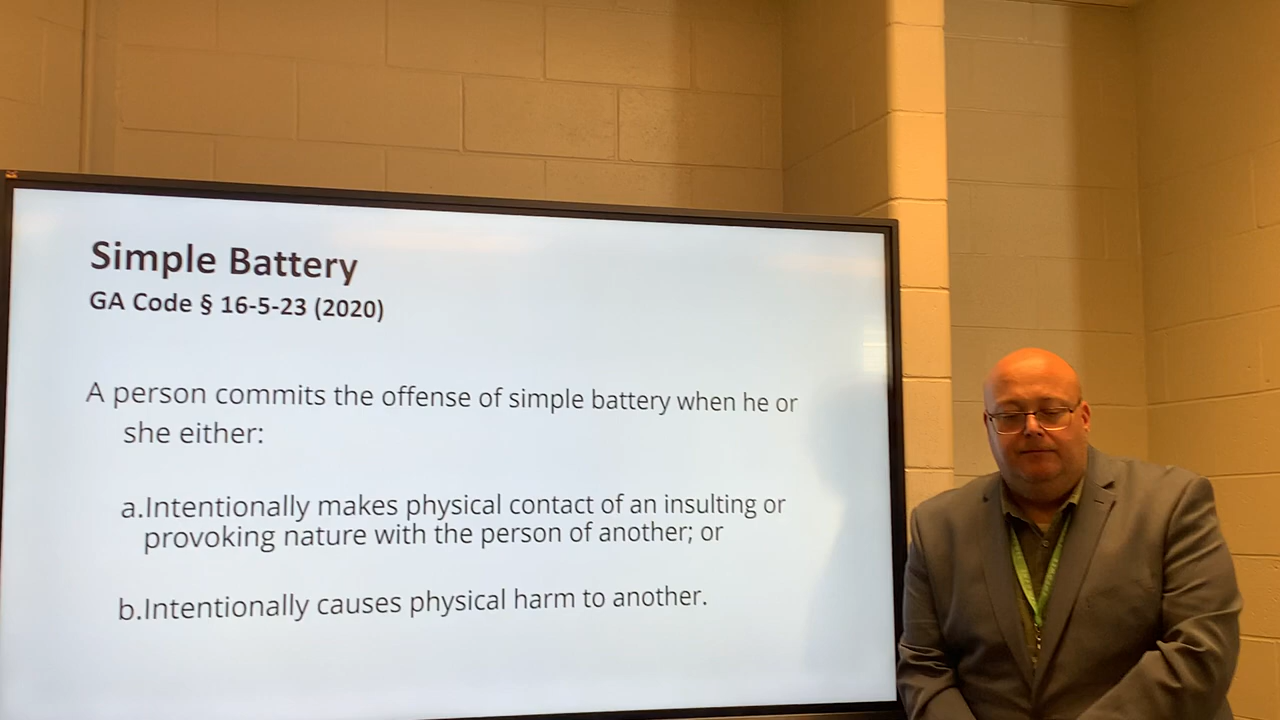 Simple Battery
GA Code § 16-5-23 (2020)
A person commits the offense of simple battery when he or
she either:
a.Intentionally makes physical contact of an insulting or
provoking nature with the person of another; or
b.Intentionally causes physical harm to another.